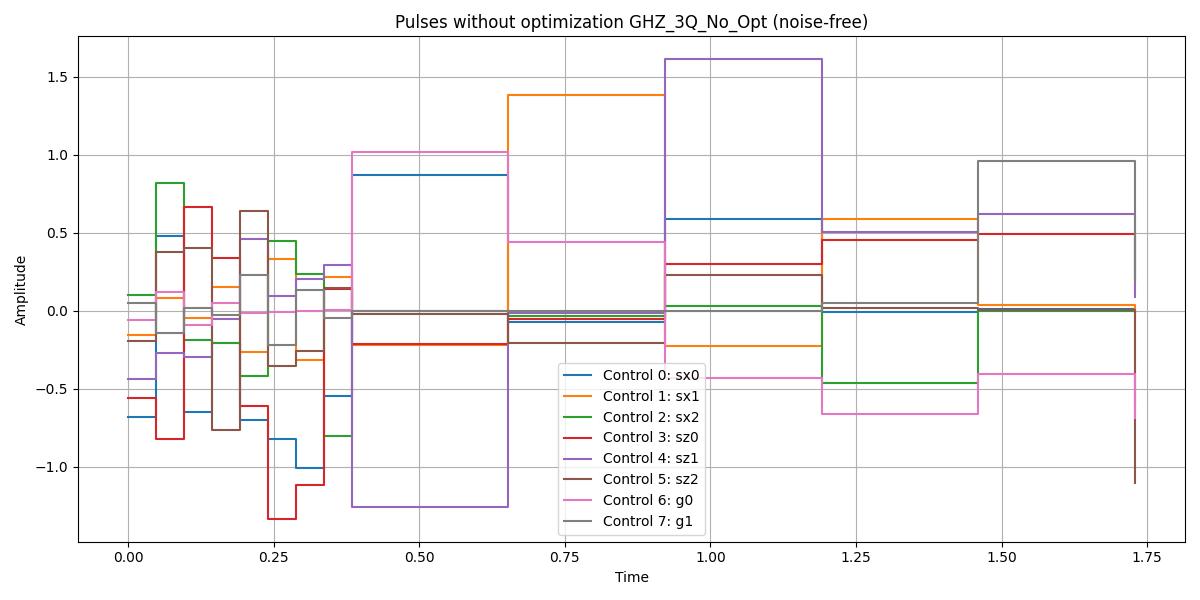 Pulses without optimization GHZ_3Q_No_Opt (noise-free)
Amplitude
1.5
1.0
0.5
0.0
−0.5
−1.0
Control 0: sx0
Control 1: sx1
Control 2: sx2
Control 3: sz0
Control 4: sz1
Control 5: sz2
Control 6: g0
Control 7: g1
0.00
0.25
0.50
0.75
1.00
1.25
1.50
1.75
Time